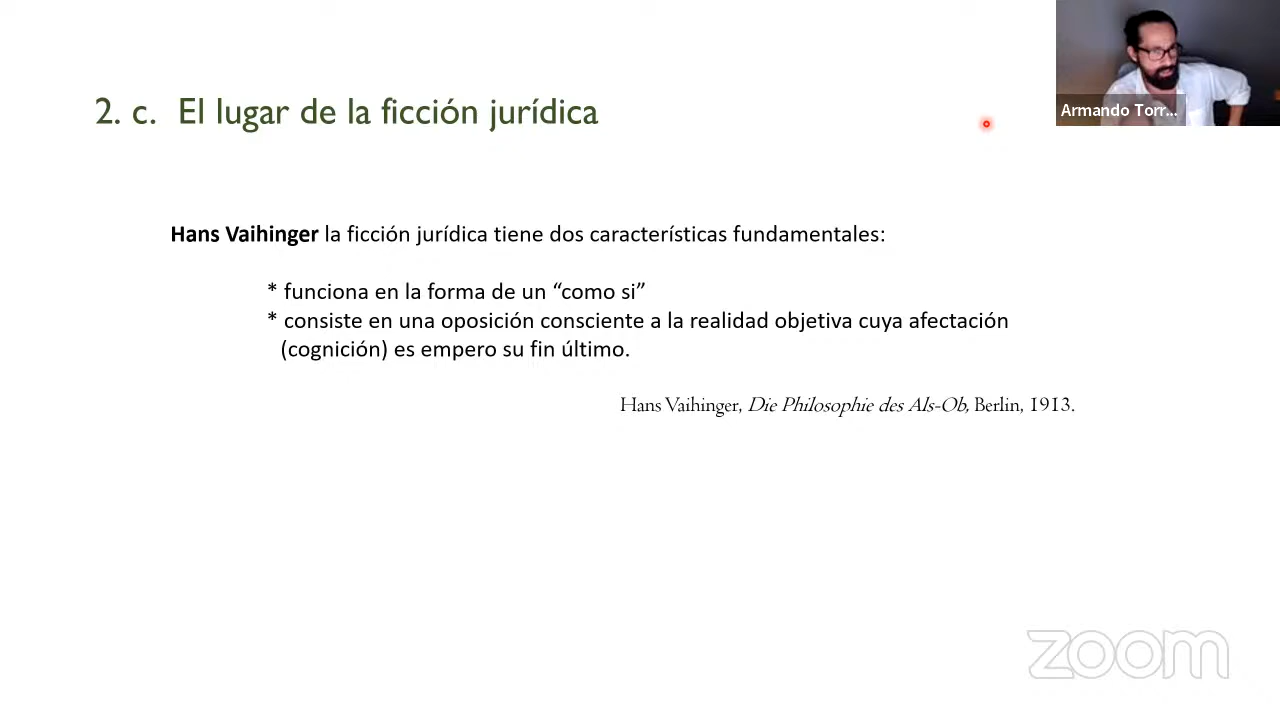 2. c. El lugar de la ficción jurídica
Armando Torr...
Hans Vaihinger la ficción jurídica tiene dos características fundamentales:
* funciona en la forma de un “como si”
* consiste en una oposición consciente a la realidad objetiva cuya afectación
(cognición) es empero su fin último.
Hans Vaihinger, Die Philosophie des Als-Ob, Berlin, 1913.
zoom